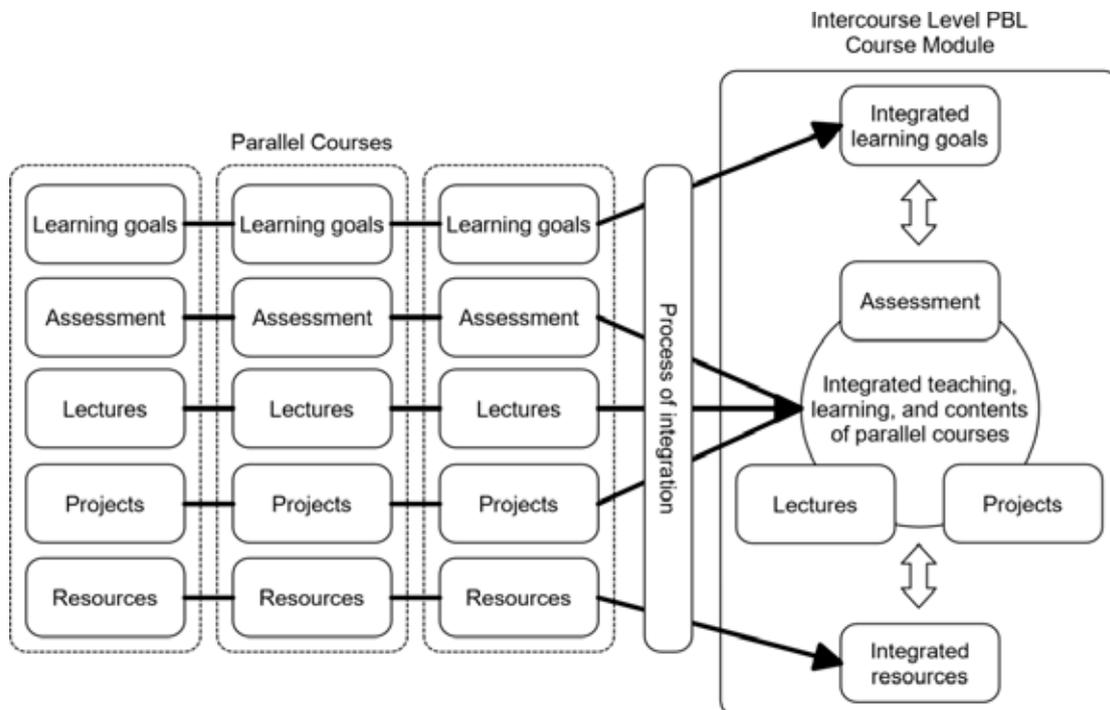 Intercourse Level PBL
Course Module
Parallel Courses
Learning goals
Learning goals
Learning goals
Assessment
Assessment
Assessment
Lectures
Lectures
Lectures
Projects
Projects
Projects
Resources
Resources
Resources
Process of integration
Integrated
learning goals
Assessment
Integrated teaching,
learning, and contents
of parallel courses
Lectures
Projects
Integrated
resources